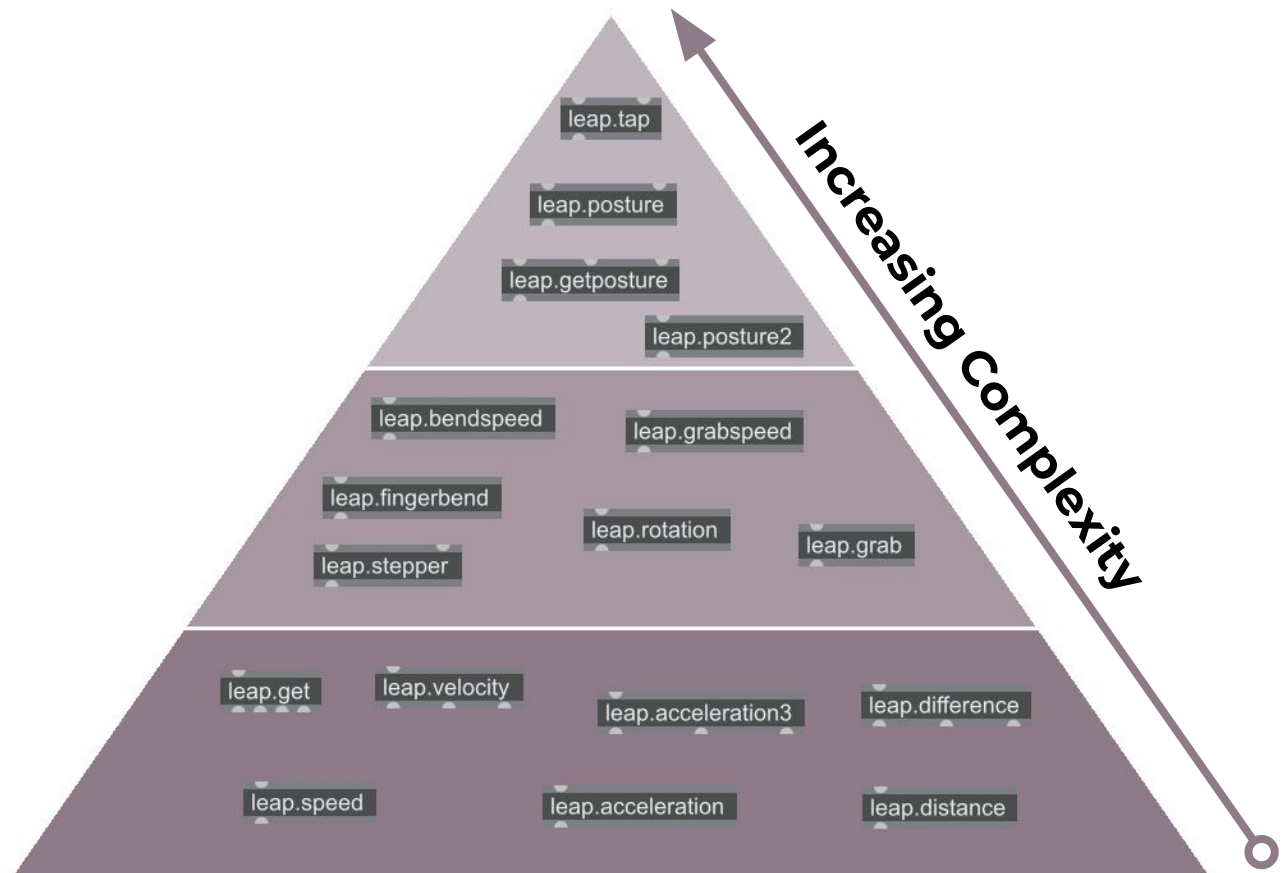 leap.tap
leap.posture
leap.getposture
leap.posture2
leap.bendspeed
leap.grabspeed
leap.fingerbend
leap.rotation
leap.grab
leap.stepper
leap.get
leap.velocity
leap.acceleration3
leap.difference
leap.speed
leap.acceleration
leap.distance
Increasing Complexity